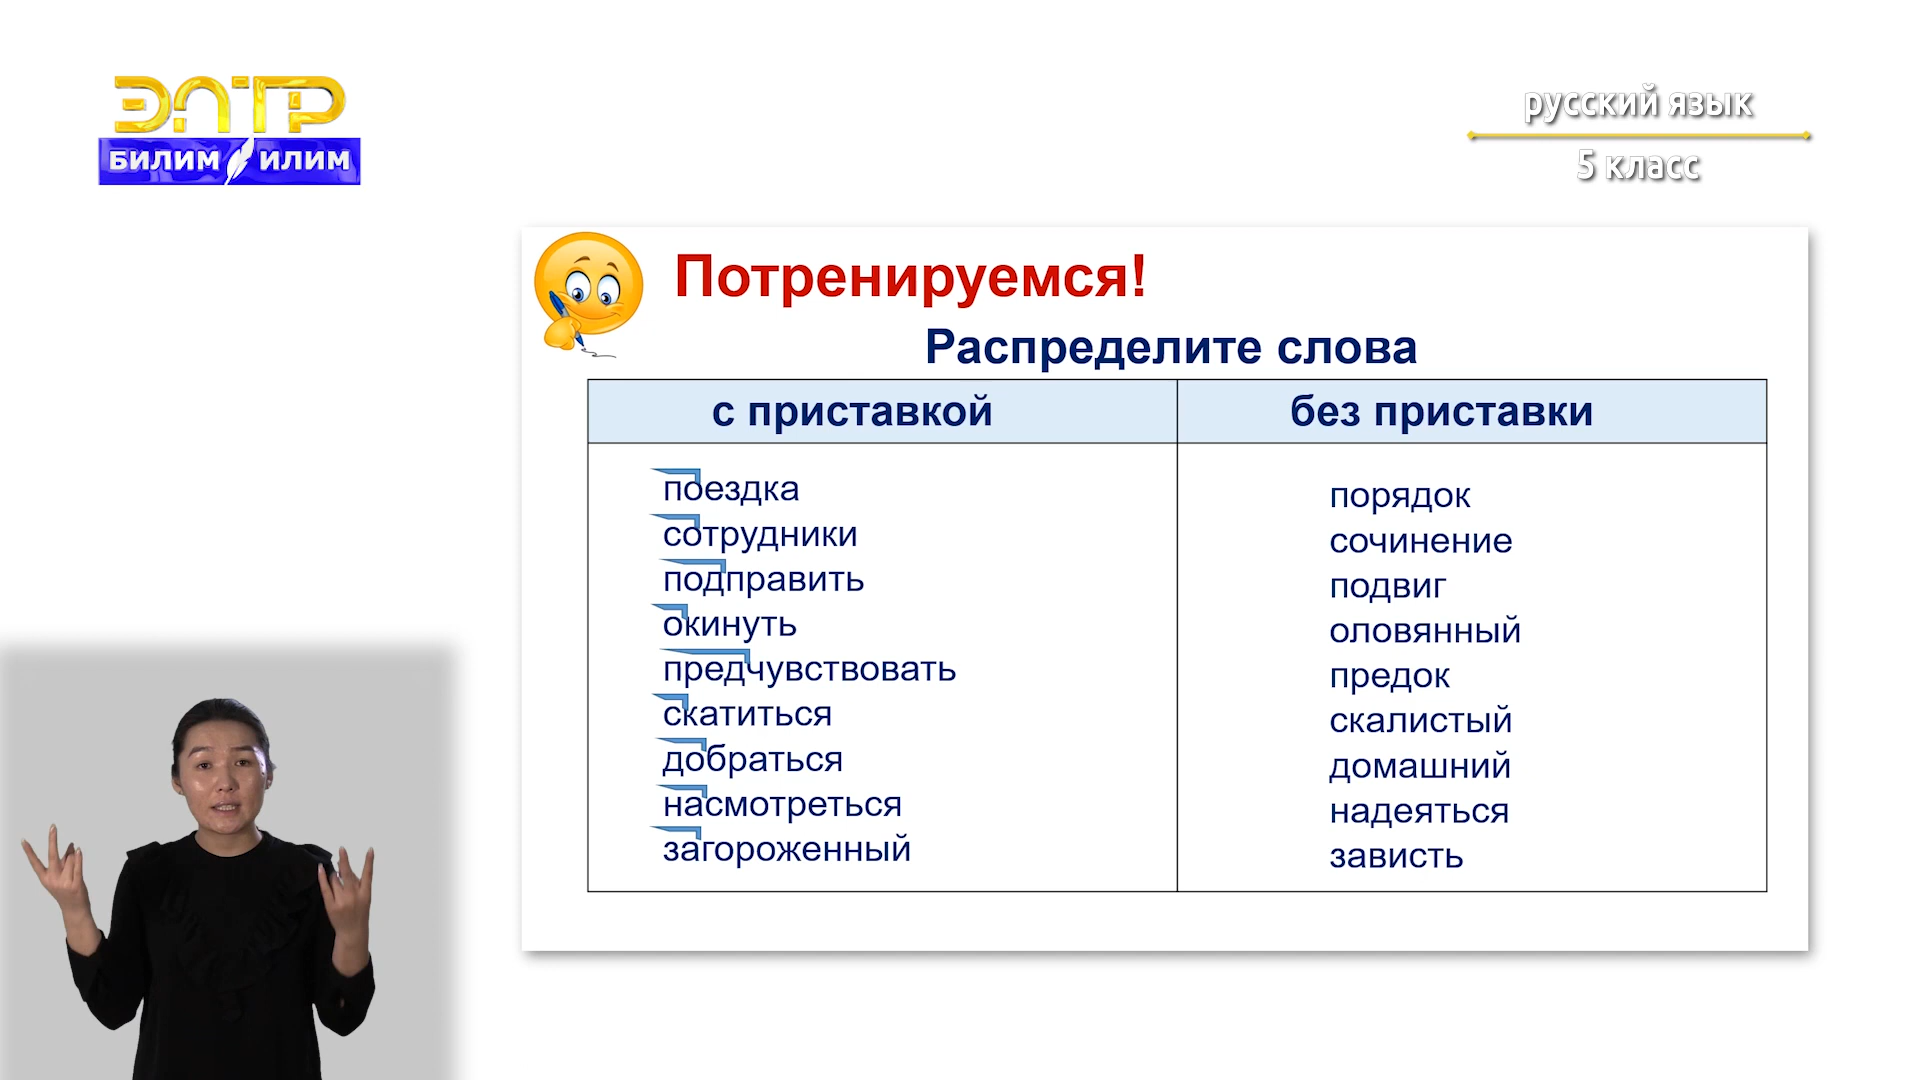 ЭЛТР
БИЛИМ ИЛИМ
русский язык
5 класс
Потренируемся!
Распределите слова
с приставкой
без приставки
поездка
сотрудники
подправить
окинуть
предчувствовать
скатиться
добраться
насмотреться
загороженный
порядок
сочинение
подвиг
оловянный
предок
скалистый
домашний
надеяться
зависть